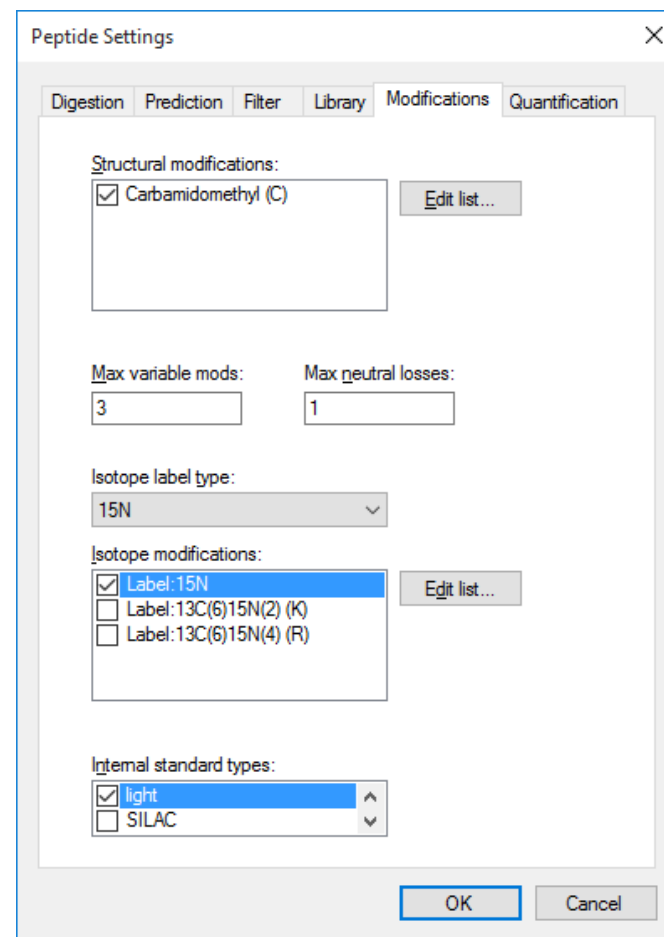 Peptide Settings
Digestion Prediction Filter Library Modifications Quantification
Structural modifications:
Carbamidomethyl (C)
Edit list...
Max variable mods: Max neutral losses:
3 1
Isotope label type:
15N
Isotope modifications:
Label:15N
Edit list...
Label:13C(6)15N(2) (K)
Label:13C(6)15N(4) (R)
Internal standard types:
light
SILAC
OK Cancel